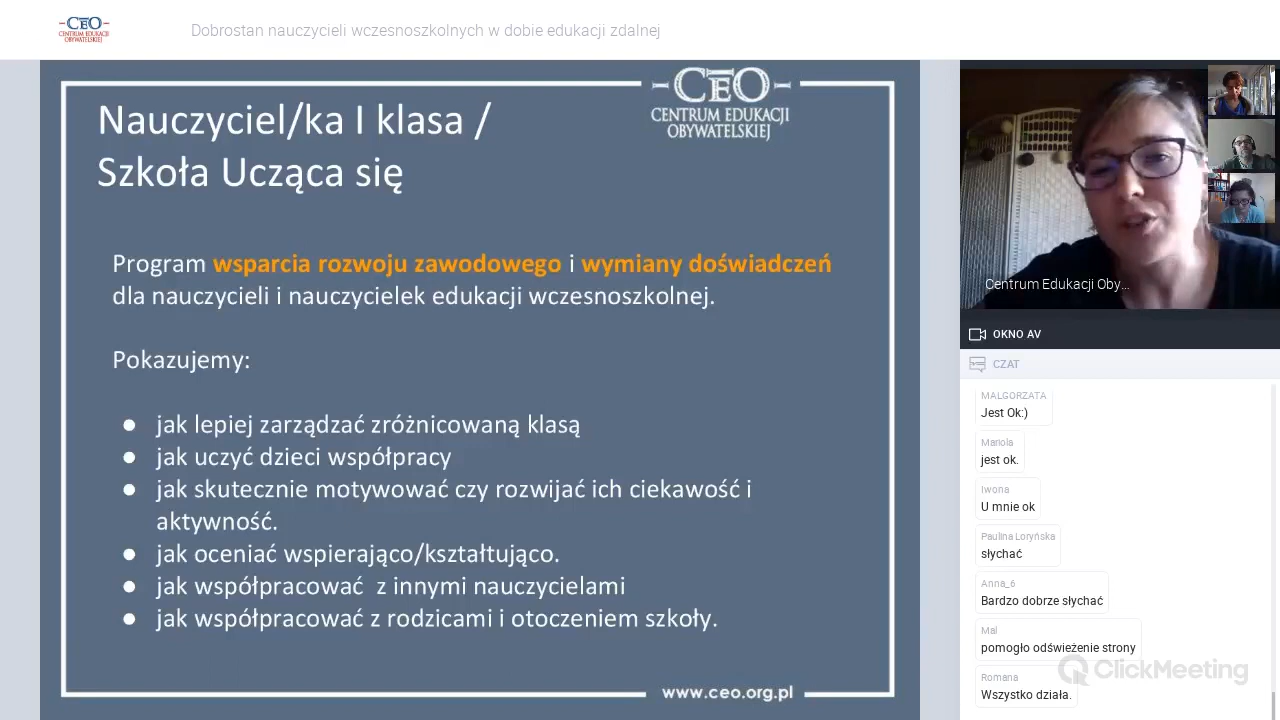 CEO
CENTRUM EDUKACJI
OBYWATELSKIEJ
Dobrostan nauczycieli wczesnoszkolnych w dobie edukacji zdalnej
CEO
CENTRUM EDUKACJI
OBYWATELSKIEJ
Nauczyciel/ka I klasa /
Szkoła Ucząca się
Program wsparcia rozwoju zawodowego i wymiany doświadczeń
dla nauczycieli i nauczycielek edukacji wczesnoszkolnej.
Pokazujemy:
● jak lepiej zarządzać zróżnicowaną klasą
● jak uczyć dzieci współpracy
● jak skutecznie motywować czy rozwijać ich ciekawość i
aktywność.
● jak oceniać wspierająco/kształtująco.
● jak współpracować  z innymi nauczycielami
● jak współpracować z rodzicami i otoczeniem szkoły.
www.ceo.org.pl
Centrum Edukacji Oby...
OKNO AV
CZAT
MALGORZATA
Jest Ok:)
Mariola
jest ok.
Iwona
U mnie ok
Paulina Loryńska
słychać
Anna_6
Bardzo dobrze słychać
Mal
pomogło odświeżenie strony
ClickMeeting
Romana
Wszystko działa.